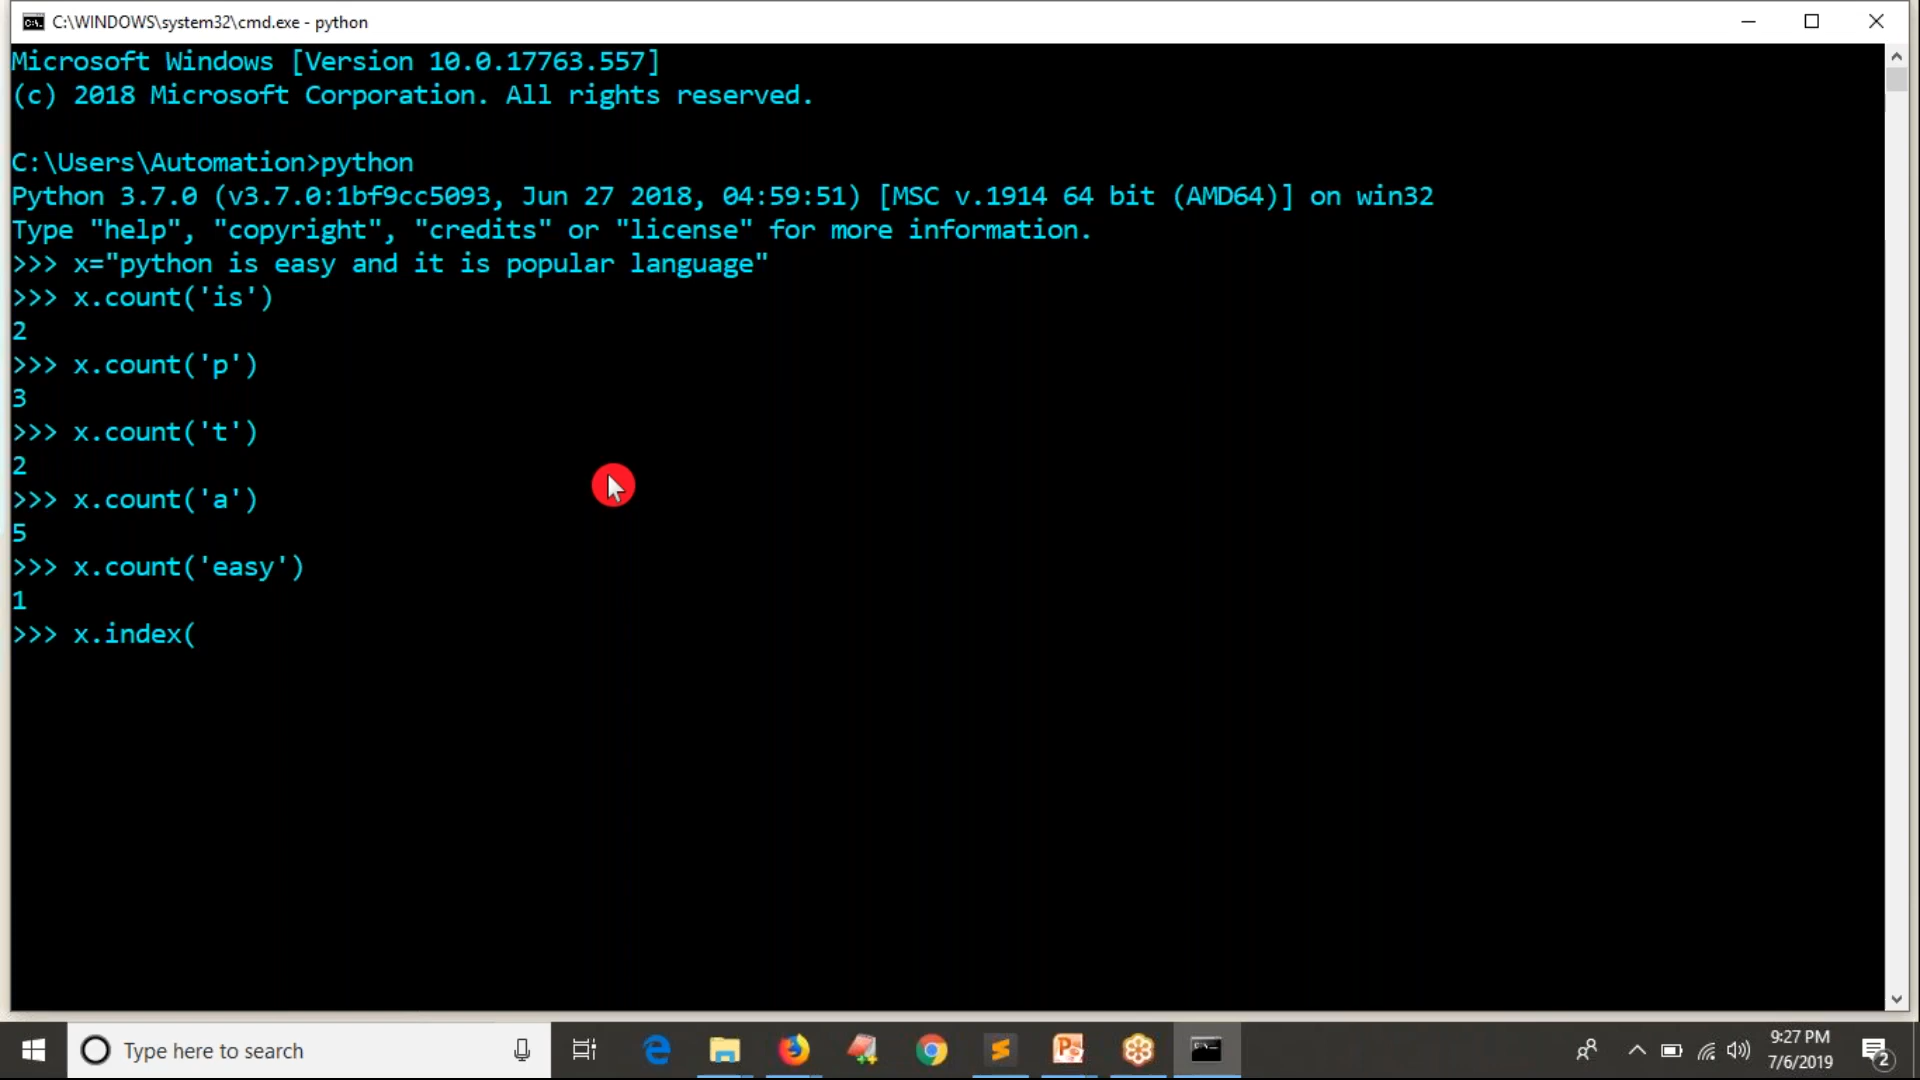 C:\WINDOWS\system32\cmd.exe - python
Microsoft Windows [Version 10.0.17763.557]
(c) 2018 Microsoft Corporation. All rights reserved.
C:\Users\Automation>python
Python 3.7.0 (v3.7.0:1bf9cc5093, Jun 27 2018, 04:59:51) [MSC v.1914 64 bit (AMD64)] on win32
Type "help", "copyright", "credits" or "license" for more information.
>>> x="python is easy and it is popular language"
>>> x.count('is')
2
>>> x.count('p')
3
>>> x.count('t')
2
>>> x.count('a')
5
>>> x.count('easy')
1
>>> x.index(
Type here to search
9:27 PM
7/6/2019
2